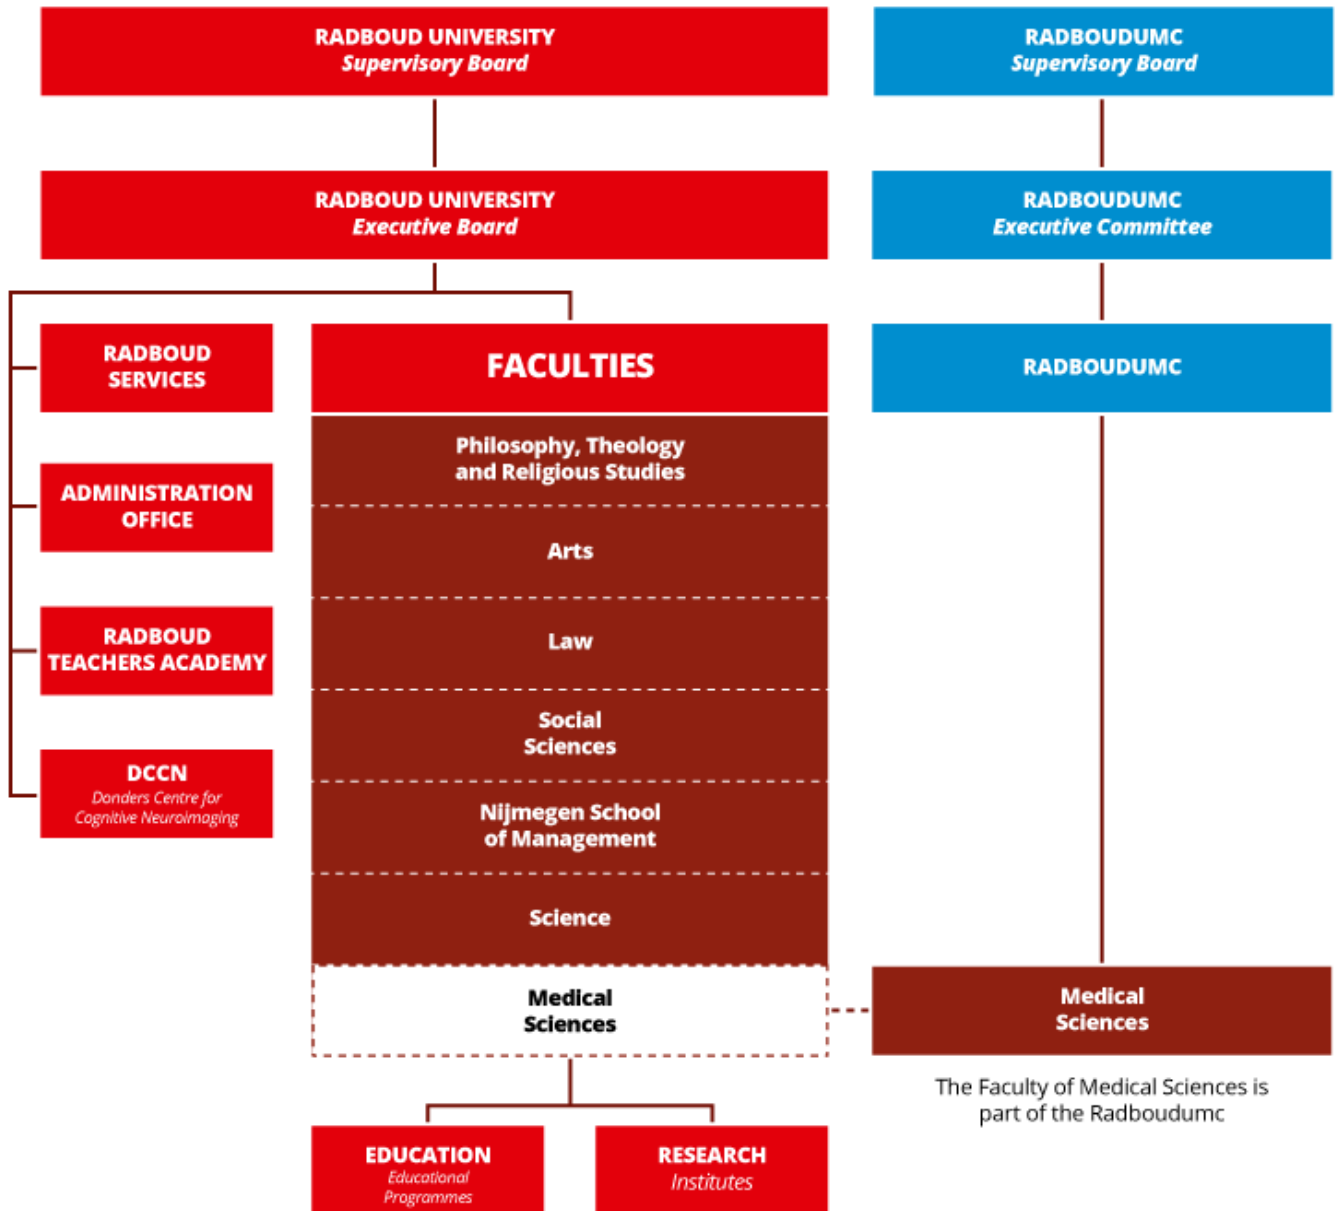 RADBOUD UNIVERSITY
Supervisory Board
RADBOUDUMC
Supervisory Board
RADBOUD UNIVERSITY
Executive Board
RADBOUDUMC
Executive Committee
RADBOUD
SERVICES
FACULTIES
RADBOUDUMC
ADMINISTRATION
OFFICE
RADBOUD
TEACHERS ACADEMY
DCCN
Donders Centre for
Cognitive Neuroimaging
Philosophy, Theology
and Religious Studies
Arts
Law
Social
Sciences
Nijmegen School
of Management
Science
Medical
Sciences
Medical
Sciences
The Faculty of Medical Sciences is
part of the Radboudumc
EDUCATION
Educational
Programmes
RESEARCH
Institutes